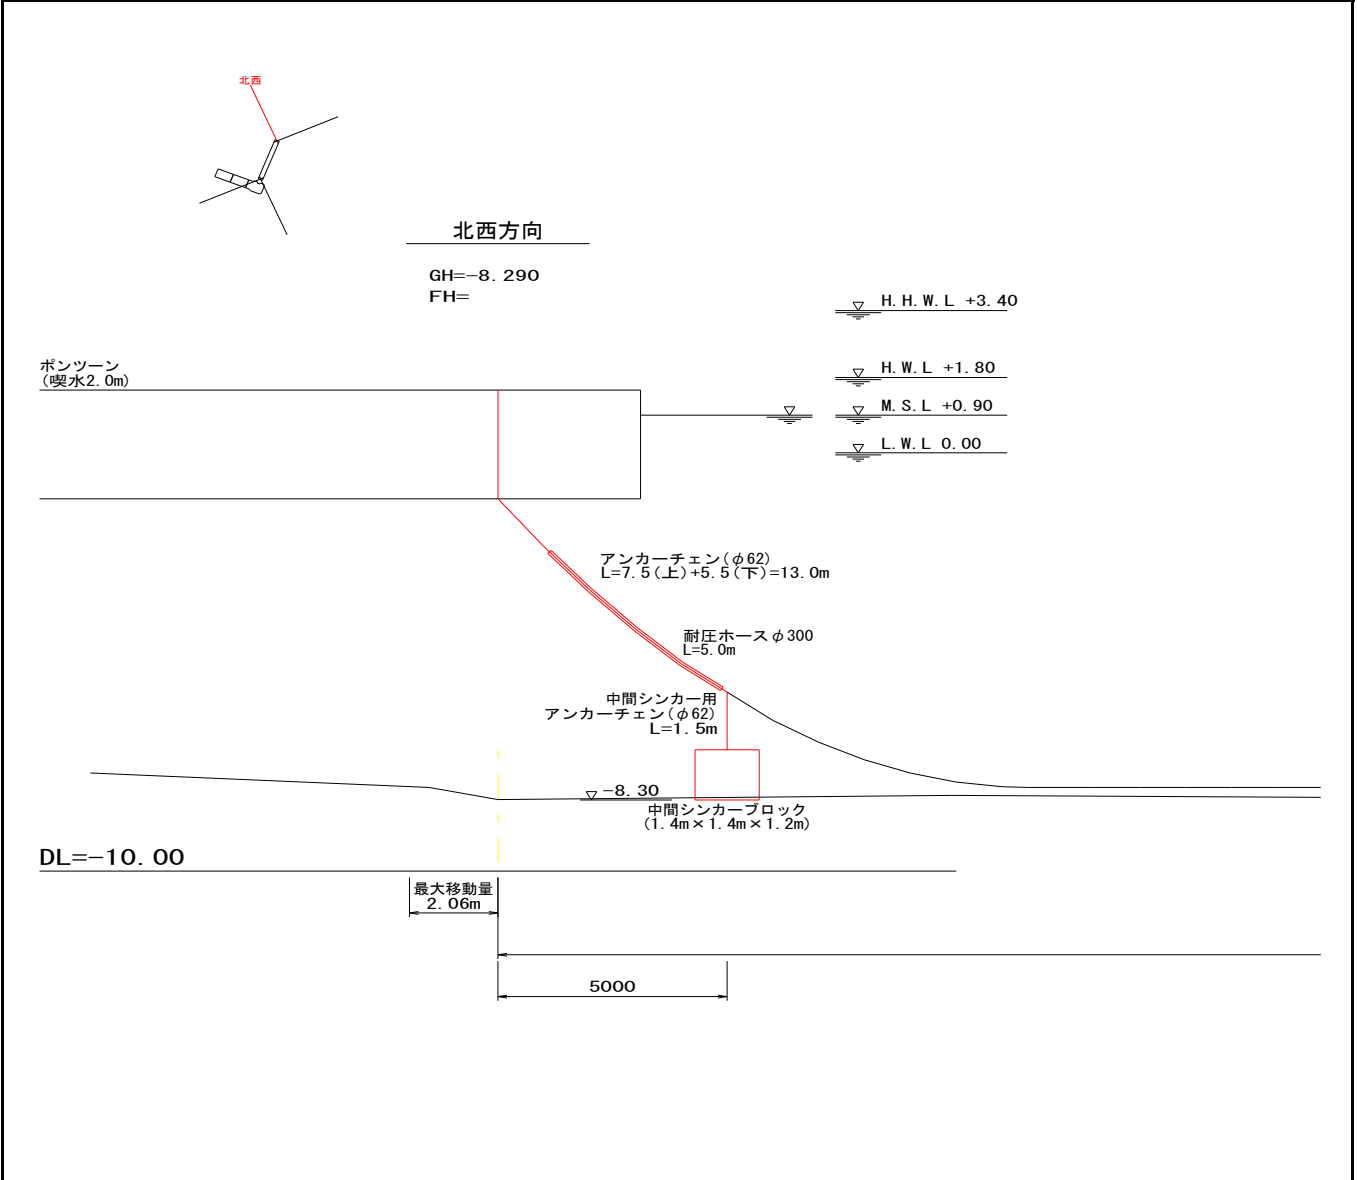 北西
北西方向
GH=-8.290
FH=
H.H.W.L +3.40
H.W.L +1.80
M.S.L +0.90
L.W.L 0.00
ポンツーン
(喫水2.0m)
アンカーチェン(φ62)
L=7.5(上)+5.5(下)=13.0m
耐圧ホースφ300
L=5.0m
中間シンカー用
アンカーチェン(φ62)
L=1.5m
-8.30
中間シンカーブロック
(1.4m×1.4m×1.2m)
DL=-10.00
最大移動量
2.06m
5000